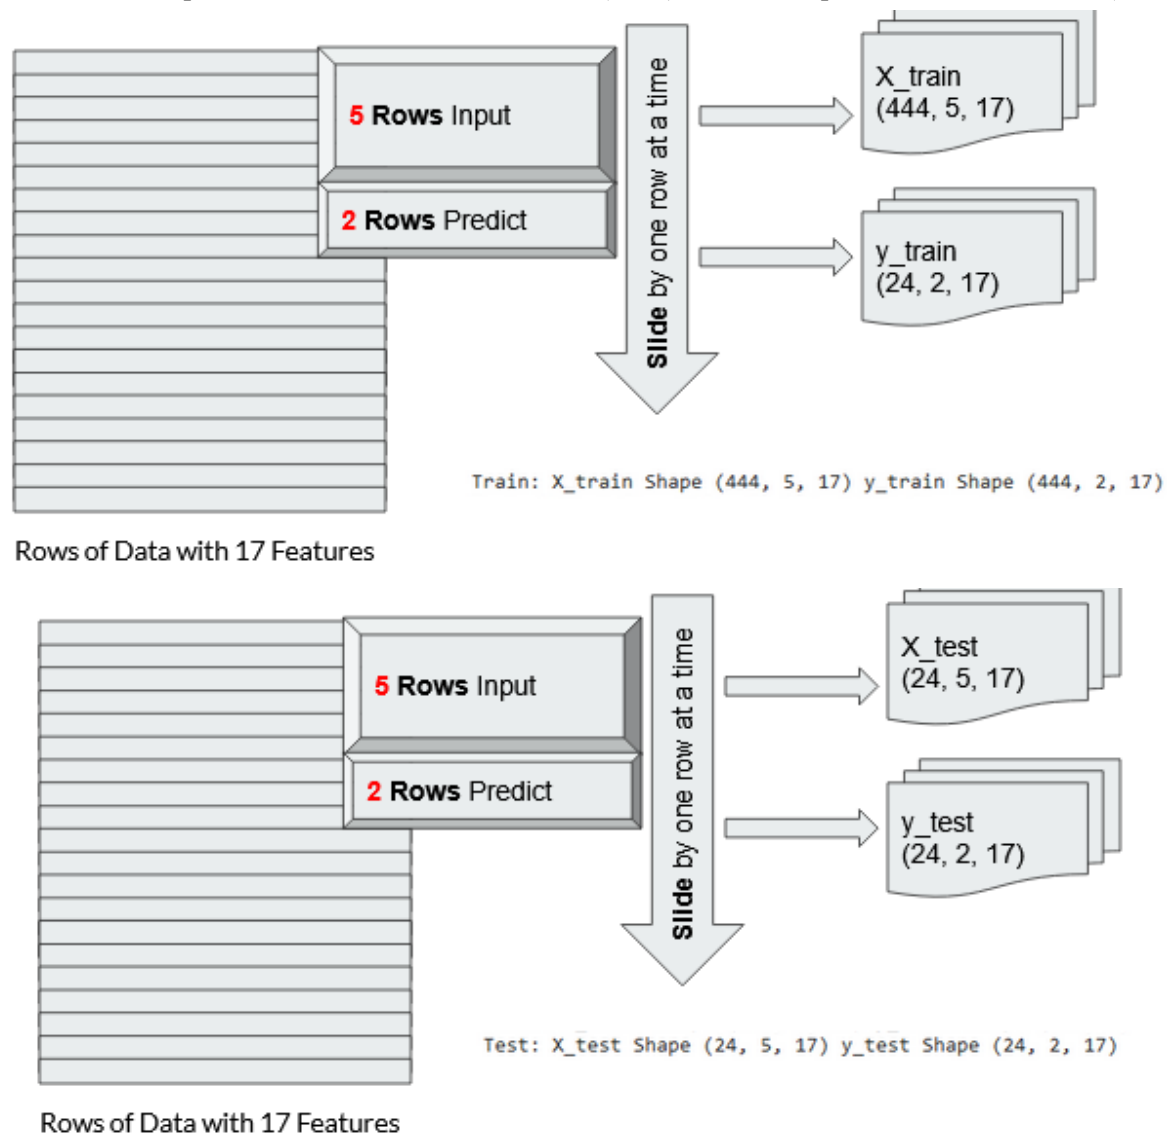 5 Rows Input
2 Rows Predict
Slide by one row at a time
X_train
(444, 5, 17)
y_train
(24, 2, 17)
Train: X_train Shape (444, 5, 17) y_train Shape (444, 2, 17)
Rows of Data with 17 Features
5 Rows Input
2 Rows Predict
Slide by one row at a time
X_test
(24, 5, 17)
y_test
(24, 2, 17)
Test: X_test Shape (24, 5, 17) y_test Shape (24, 2, 17)
Rows of Data with 17 Features